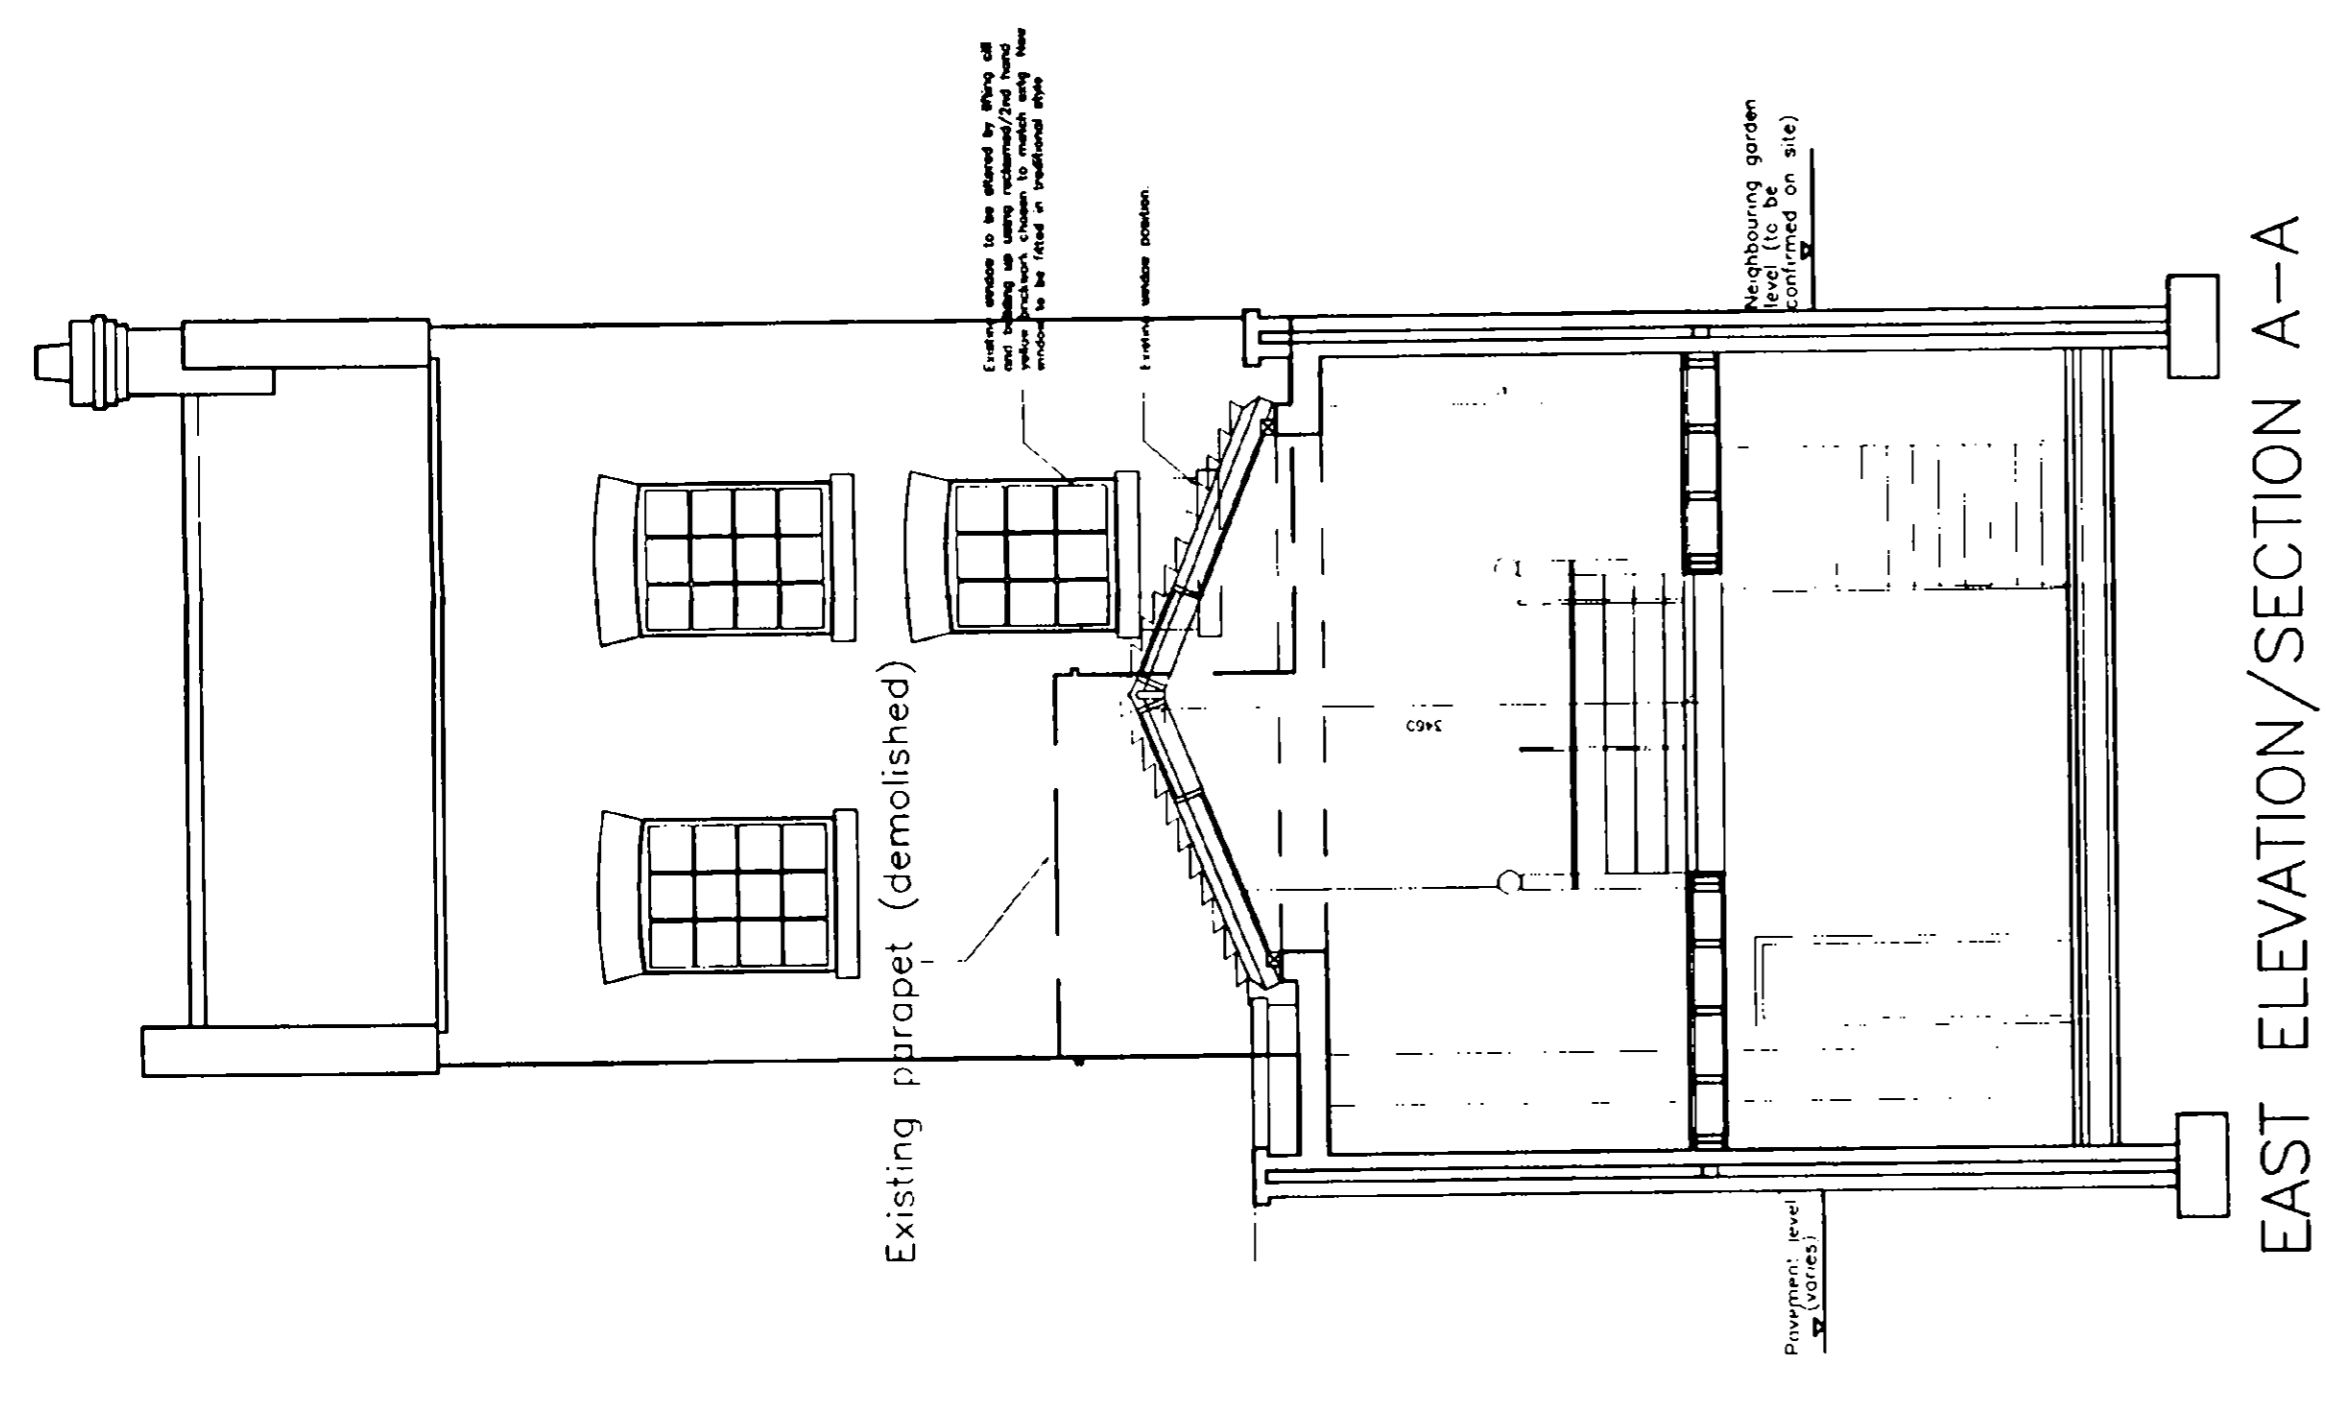 Existing window to be altered by lifting cill
and building up using reclaimed/2nd hand
yellow brickwork chosen to match extg New
window to be fitted in traditional style
Existing window position.
Existing parapet (demolished)
Neighbouring garden
level (to be
confirmed on site)
3460
Pavement level
(varies)
EAST ELEVATION/SECTION A-A